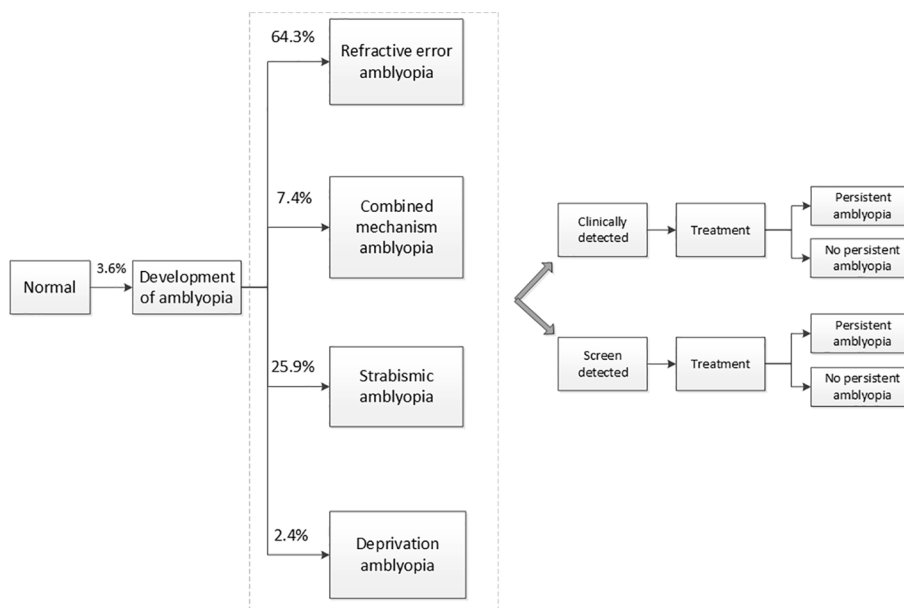 64.3%
Refractive error
amblyopia
7.4%
Combined
mechanism
amblyopia
Normal
3.6%
Development
of amblyopia
25.9%
Strabismic
amblyopia
2.4%
Deprivation
amblyopia
Clinically
detected
Treatment
Persistent
amblyopia
No persistent
amblyopia
Screen
detected
Treatment
Persistent
amblyopia
No persistent
amblyopia